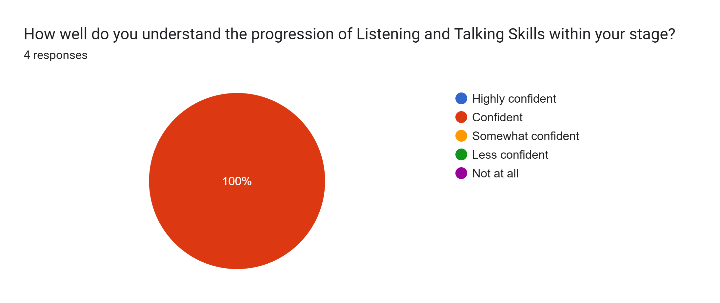 How well do you understand the progression of Listening and Talking Skills within your stage?
4 responses
100%
Highly confident
Confident
Somewhat confident
Less confident
Not at all